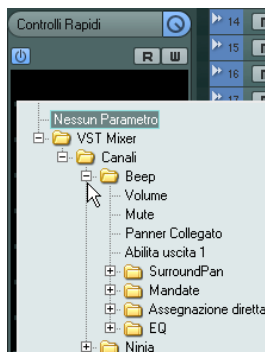 Controlli Rapidi
R W
14
15
16
17
Nessun Parametro
VST Mixer
Canali
Beep
Volume
Mute
Panner Collegato
Abilita uscita 1
SurroundPan
Mandate
Assegnazione diretta
EQ
Ninja